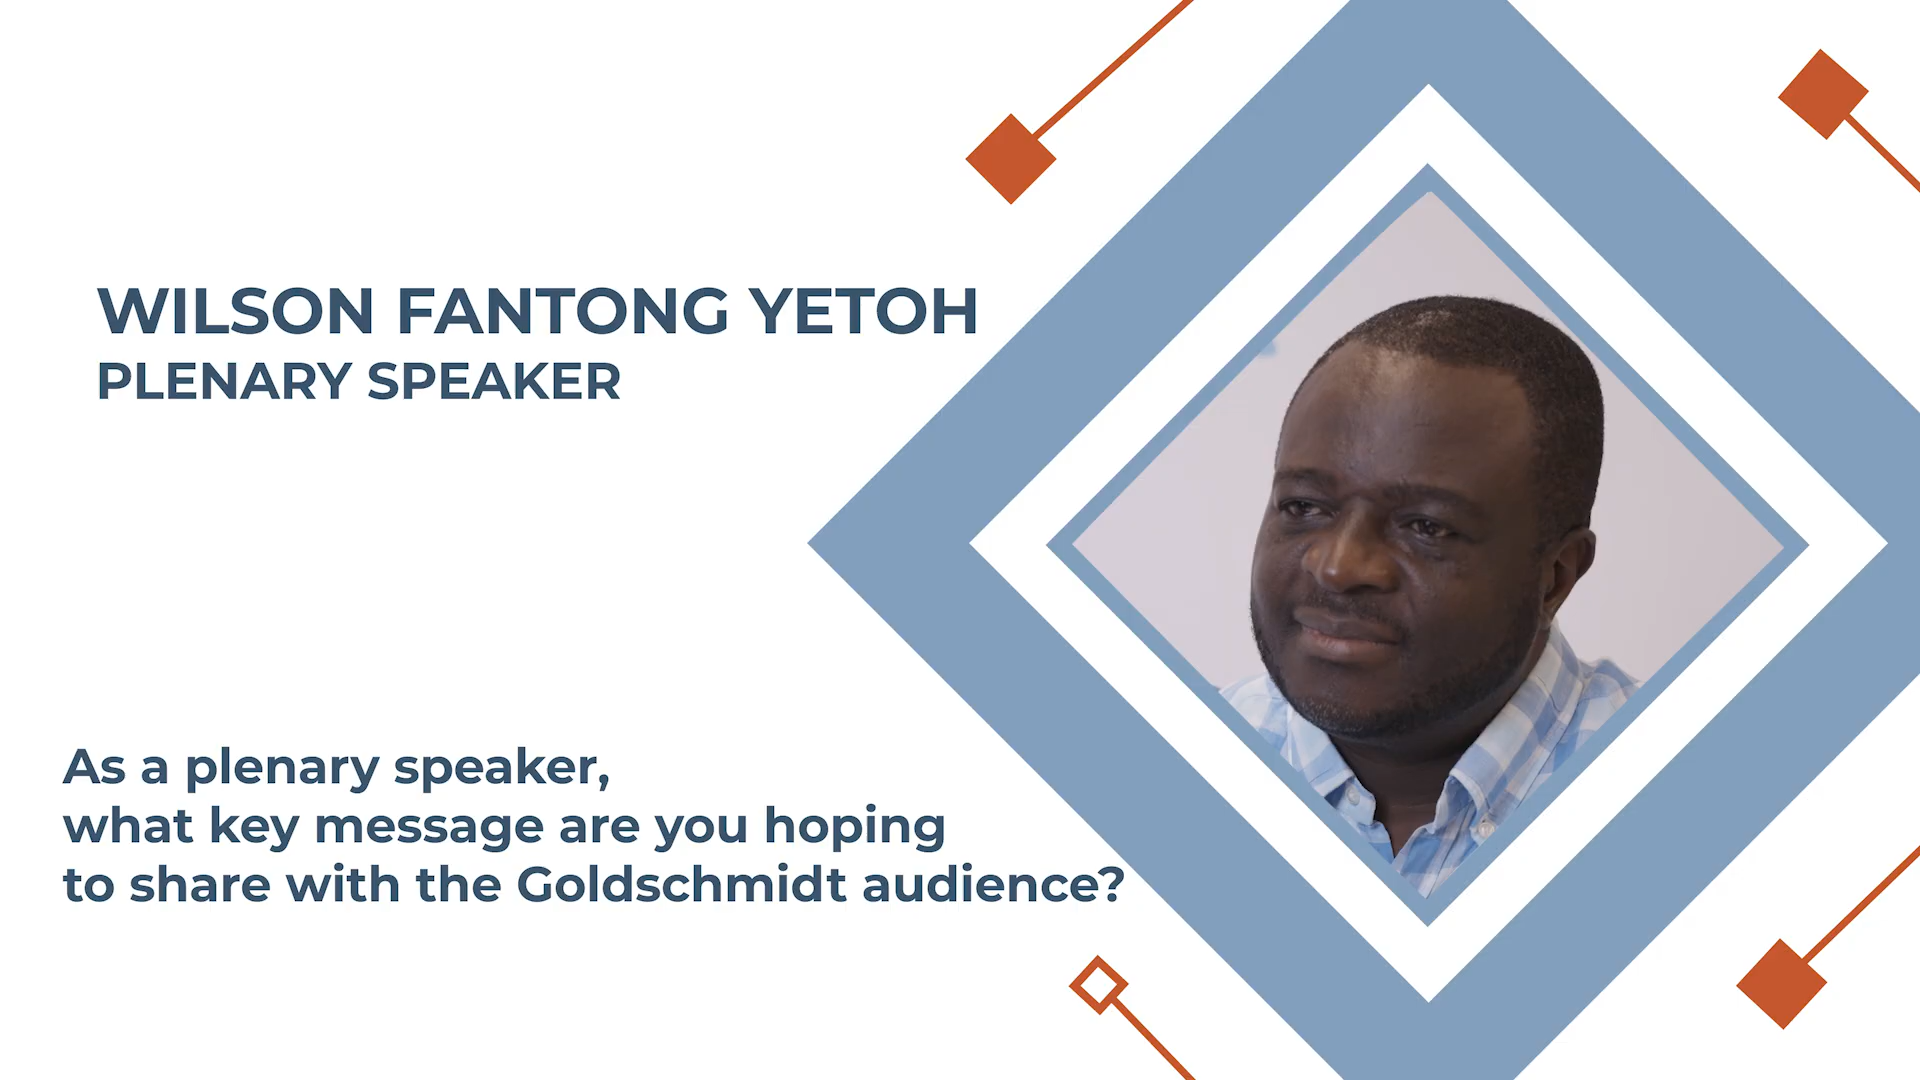 WILSON FANTONG YETOH
PLENARY SPEAKER
As a plenary speaker,
what key message are you hoping
to share with the Goldschmidt audience?